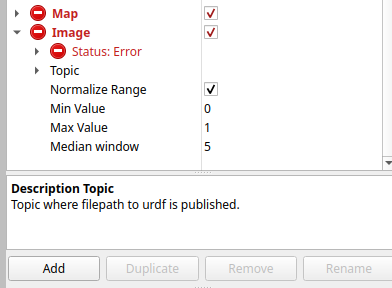 Map
Image
Status: Error
Topic
Normalize Range
Min Value 0
Max Value 1
Median window 5
Description Topic
Topic where filepath to urdf is published.
Add Duplicate Remove Rename